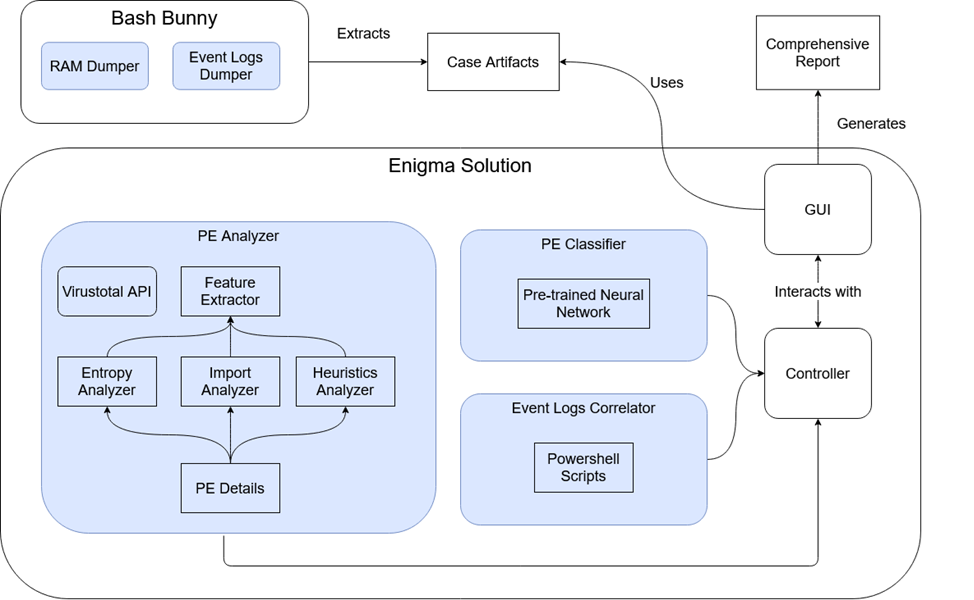 Bash Bunny
RAM Dumper
Event Logs
Dumper
Extracts
Case Artifacts
Uses
Comprehensive
Report
Generates
Enigma Solution
GUI
Interacts with
Controller
PE Analyzer
Virustotal API
Feature
Extractor
Entropy
Analyzer
Import
Analyzer
Heuristics
Analyzer
PE Details
PE Classifier
Pre-trained Neural
Network
Event Logs Correlator
Powershell
Scripts